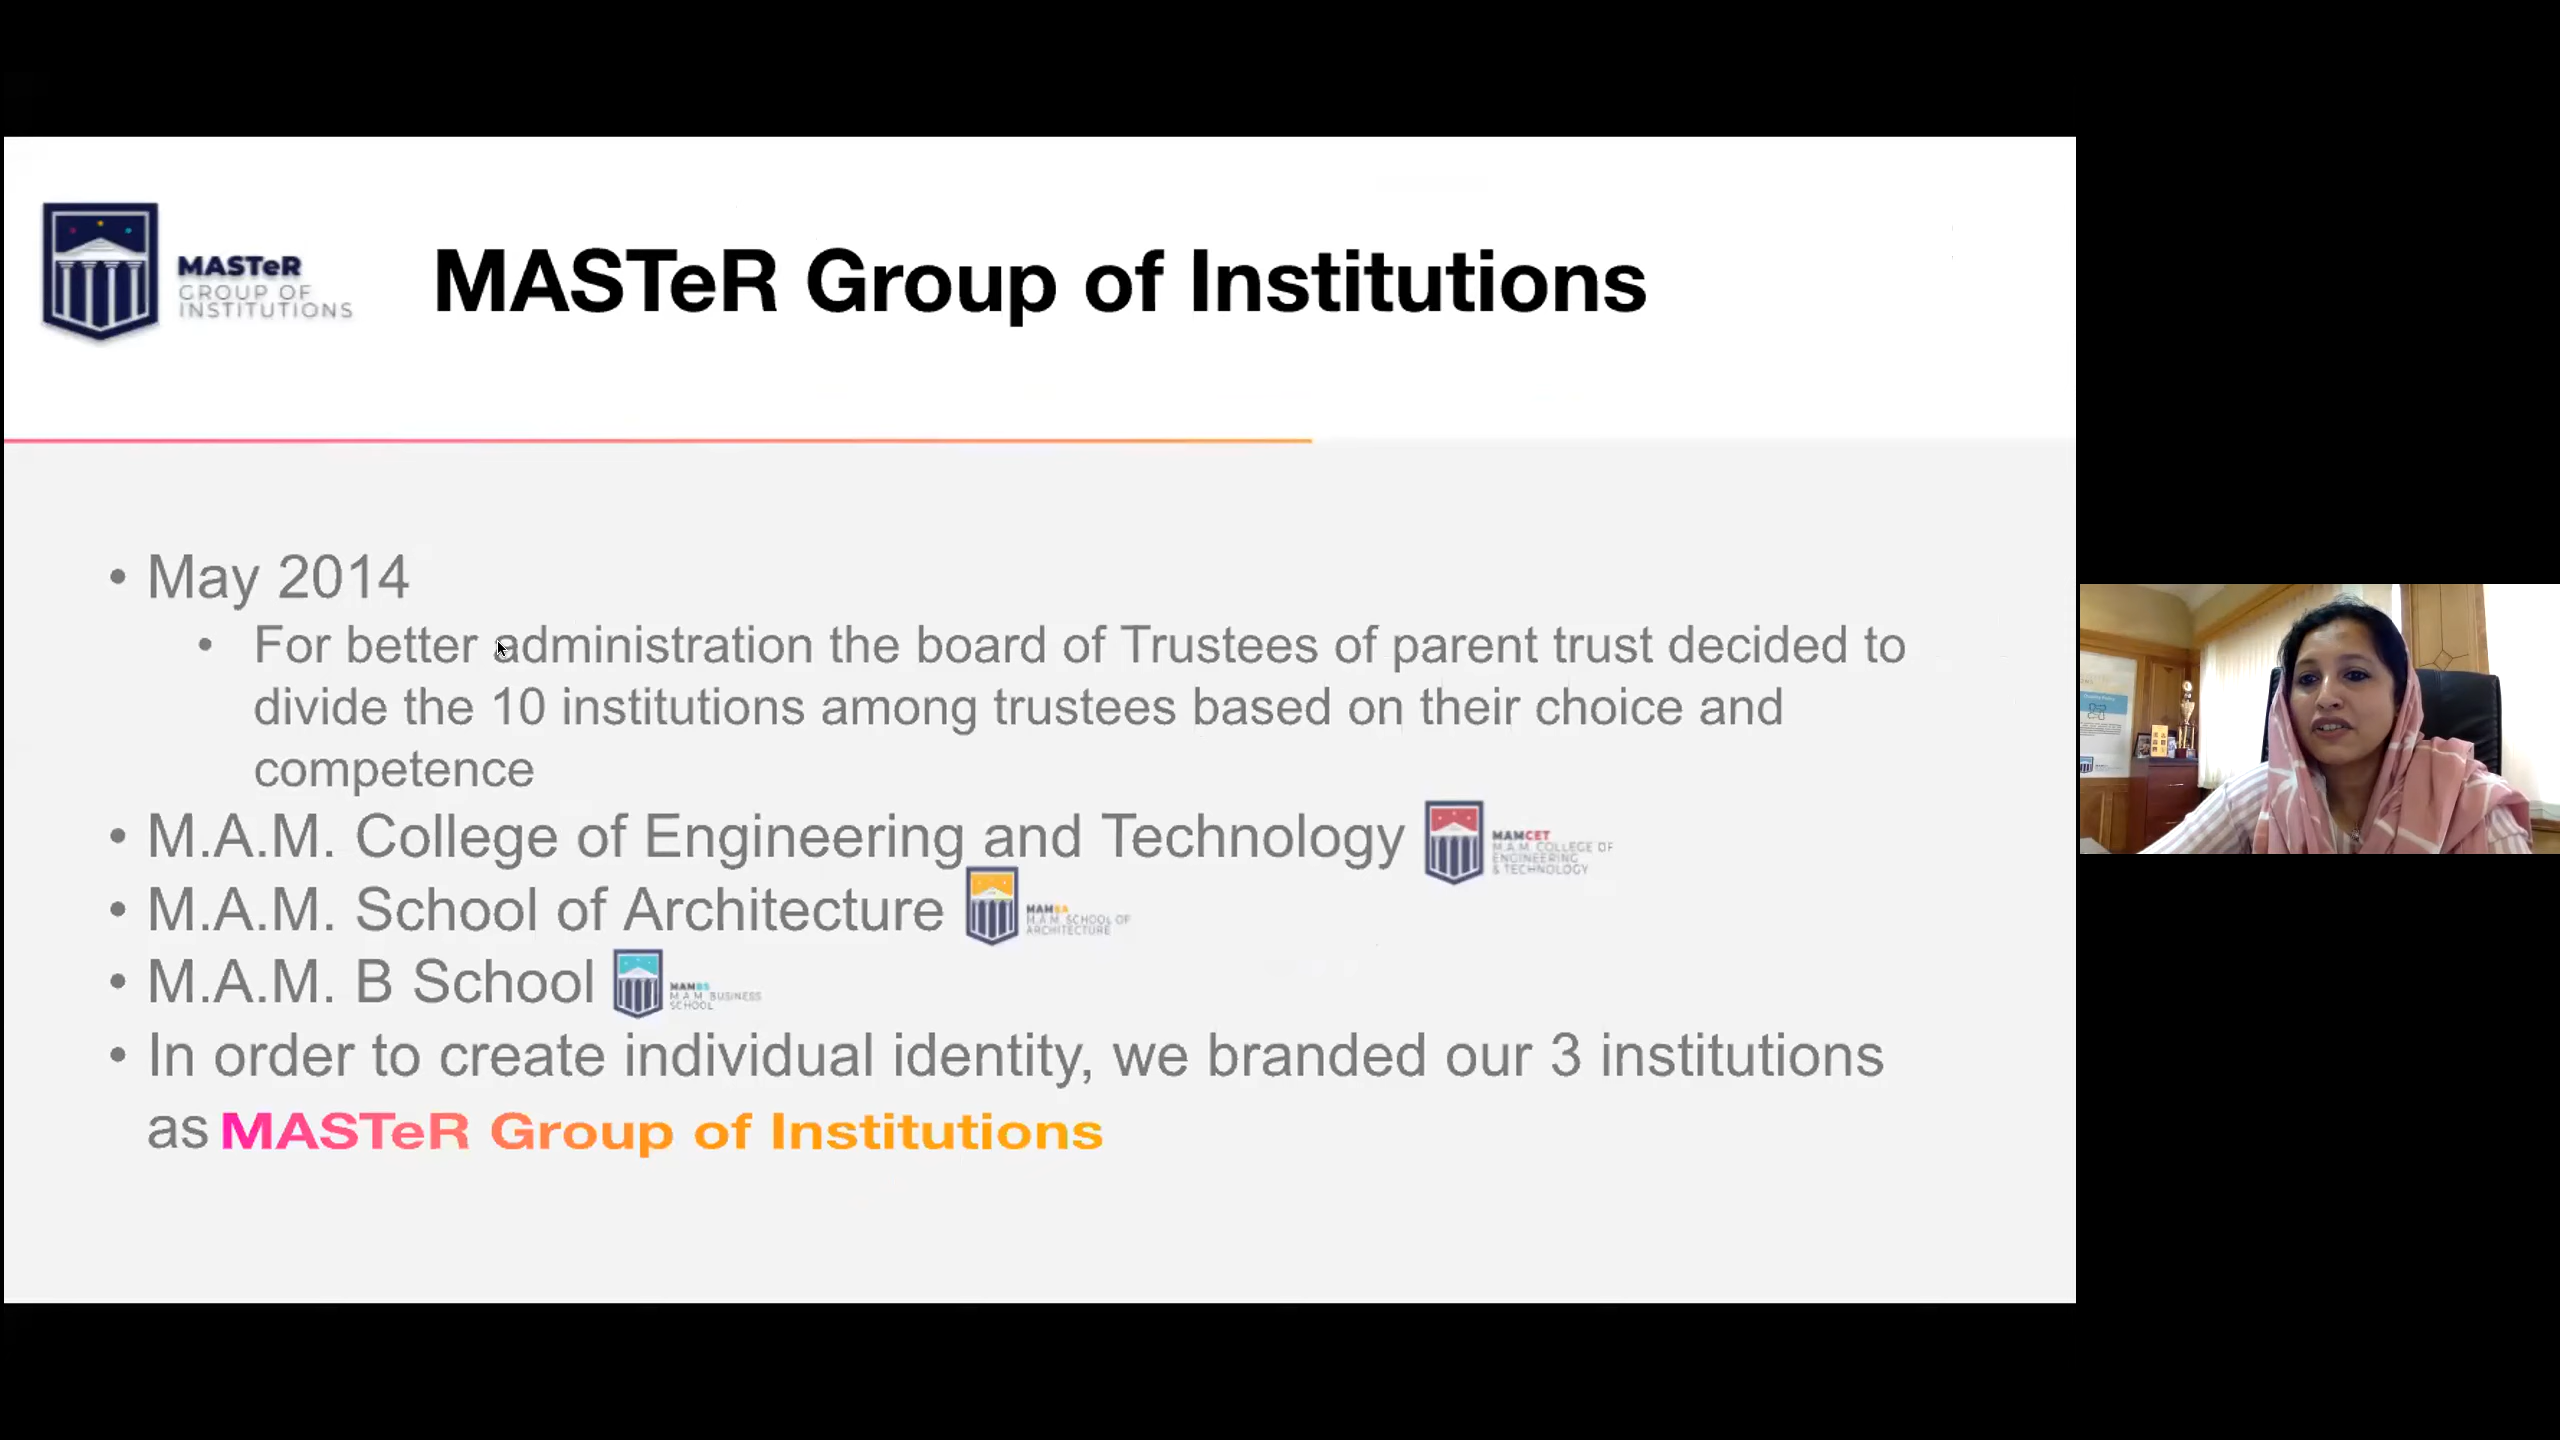 MASTeR
GROUP OF
INSTITUTIONS
MASTeR Group of Institutions
• May 2014
• For better administration the board of Trustees of parent trust decided to
divide the 10 institutions among trustees based on their choice and
competence
• M.A.M. College of Engineering and Technology
MAMCET
M.A.M. COLLEGE OF
ENGINEERING
& TECHNOLOGY
• M.A.M. School of Architecture
MAMSA
M.A.M. SCHOOL OF
ARCHITECTURE
• M.A.M. B School
MAMBS
M.A.M. BUSINESS
SCHOOL
• In order to create individual identity, we branded our 3 institutions
as MASTeR Group of Institutions